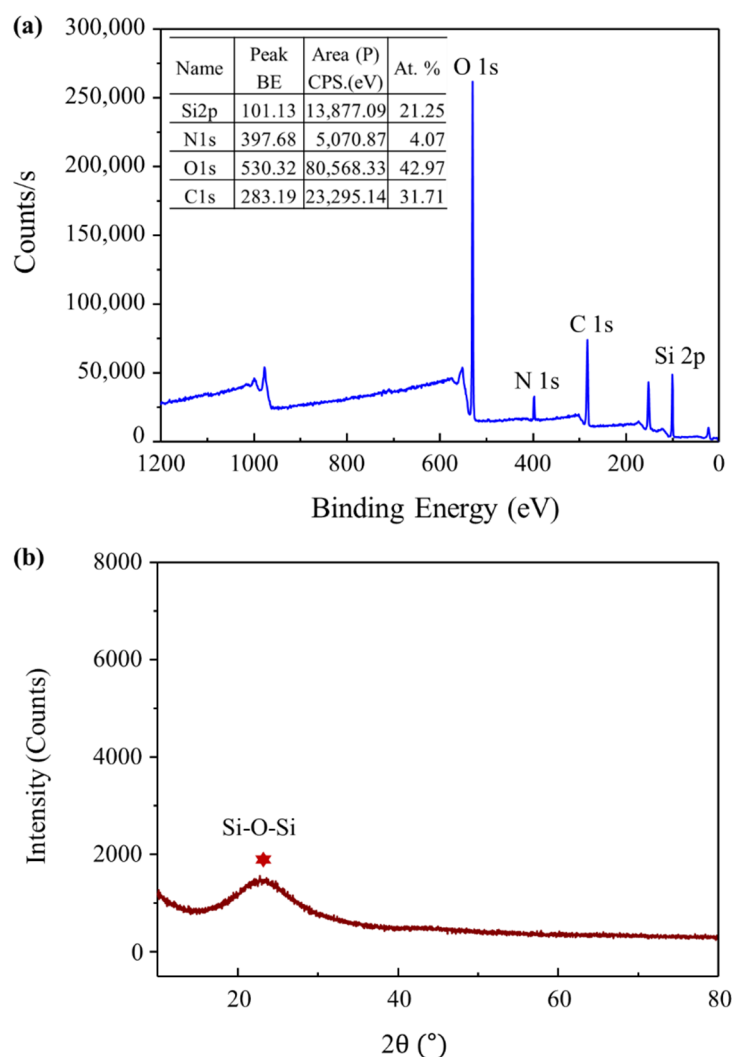 (a)
300,000
250,000
200,000
150,000
100,000
50,000
0
Counts/s
Name Peak BE Area (P) CPS.(eV) At. %
Si2p 101.13 13,877.09 21.25
N1s 397.68 5,070.87 4.07
O1s 530.32 80,568.33 42.97
C1s 283.19 23,295.14 31.71
O 1s
N 1s
C 1s
Si 2p
1200 1000 800 600 400 200 0
Binding Energy (eV)
(b)
8000
6000
4000
2000
0
Intensity (Counts)
Si-O-Si
20 40 60 80
2θ (°)